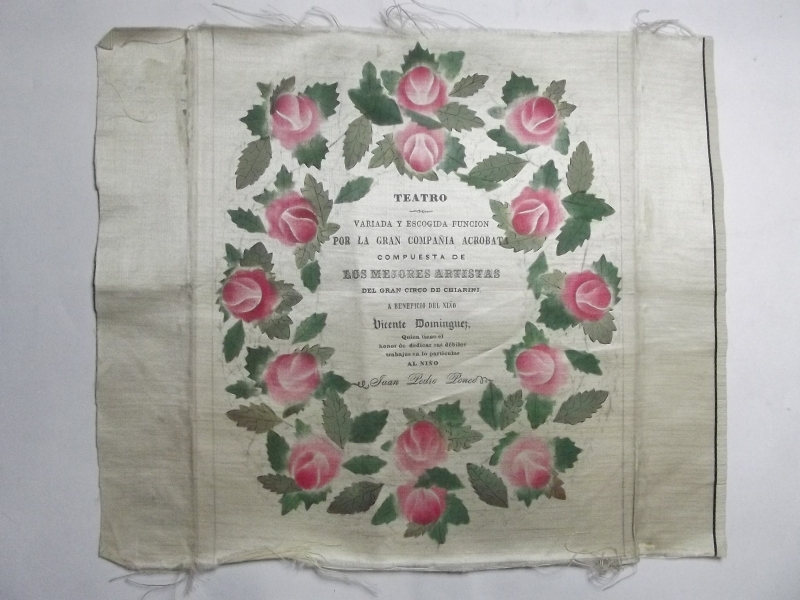 TEATRO
VARIADA Y ESCOGIDA FUNCION
POR LA GRAN COMPAÑIA ACROBATA
COMPUESTA DE
LOS MEJORES ARTISTAS
DEL GRAN CIRCO DE CHIARINI
A BENEFICIO DEL NIÑO
Vicente Dominguez,
Quien tiene el
honor de dedicar sus débiles
trabajos en lo particular
AL NIÑO
Juan Pedro Ponce